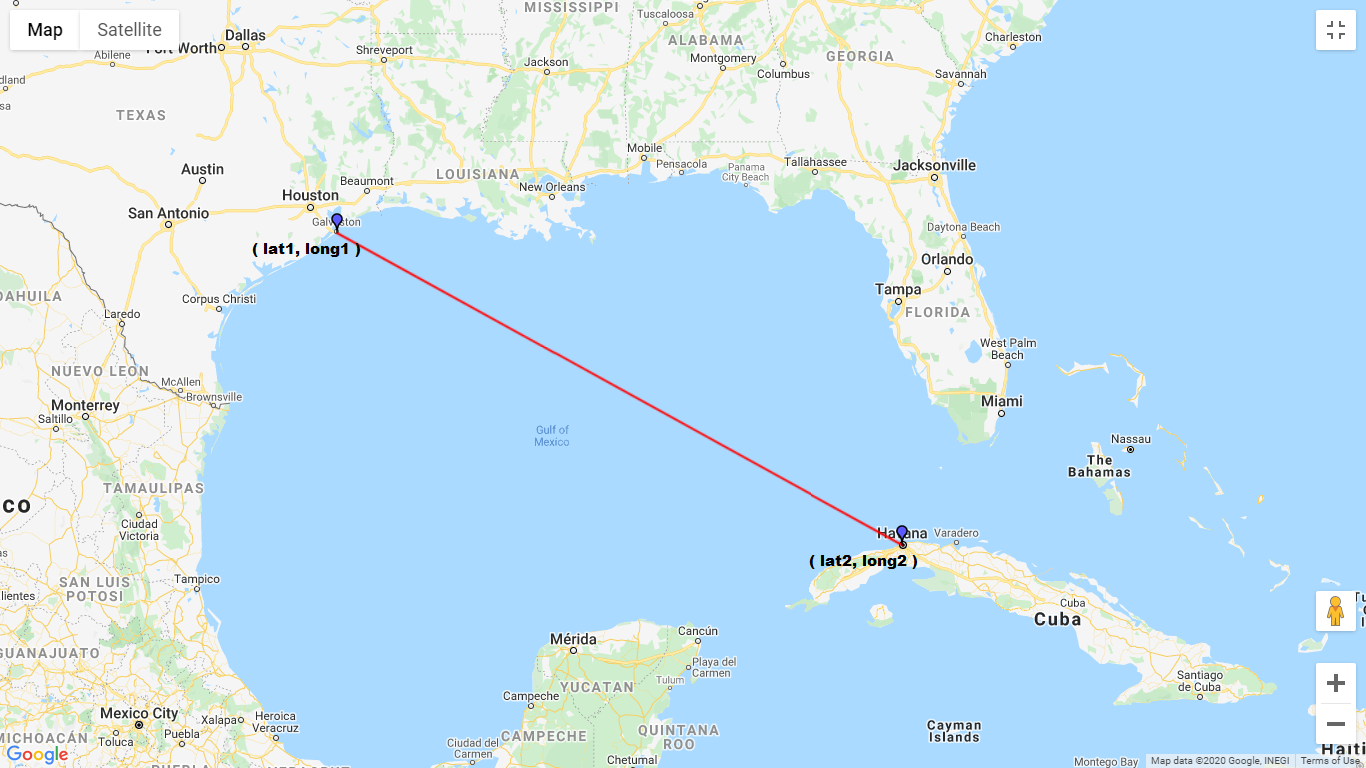 Map
Satellite
MISSISSIPPI
Tuscaloosa
Dallas
Fort Worth
Abilene
Shreveport
Jackson
ALABAMA
Montgomery
Columbus
GEORGIA
Charleston
Savannah
TEXAS
Austin
Houston
Beaumont
LOUISIANA
New Orleans
Mobile
Pensacola
Panama
City Beach
Tallahassee
Jacksonville
San Antonio
Galveston
( lat1, long1 )
Daytona Beach
Orlando
Tampa
FLORIDA
Corpus Christi
Laredo
West Palm
Beach
NUEVO LEON
McAllen
Brownsville
Monterrey
Saltillo
Miami
Gulf of
Mexico
Nassau
The
Bahamas
TAMAULIPAS
Ciudad
Victoria
Havana
Varadero
( lat2, long2 )
SAN LUIS
POTOSI
Tampico
Cuba
Cuba
Mérida
Cancún
Playa del
Carmen
Tulum
YUCATAN
Campeche
Santiago
de Cuba
Mexico City
Toluca
Puebla
Xalapa
Heroica
Veracruz
CAMPECHE
QUINTANA
ROO
Cayman
Islands
Ciudad del
Carmen
Chetumal
Montego Bay
Google
Map data ©2020 Google, INEGI
Terms of Use